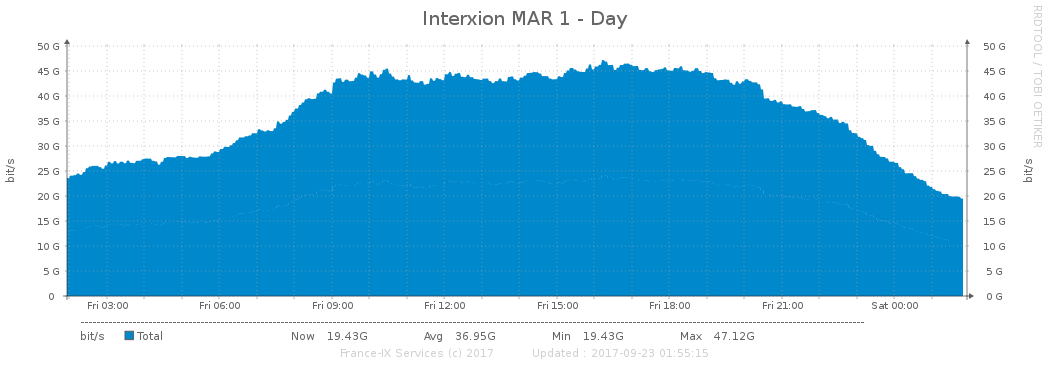 Interxion MAR 1 - Day
RRDTOOL / TOBI OETIKER
50 G 50 G
45 G 45 G
40 G 40 G
35 G 35 G
30 G 30 G
25 G 25 G
20 G 20 G
15 G 15 G
10 G 10 G
5 G 5 G
0 0 G
bit/s bit/s
Fri 03:00 Fri 06:00 Fri 09:00 Fri 12:00 Fri 15:00 Fri 18:00 Fri 21:00 Sat 00:00
bit/s Total Now 19.43G Avg 36.95G Min 19.43G Max 47.12G
France-IX Services (c) 2017 Updated : 2017-09-23 01:55:15